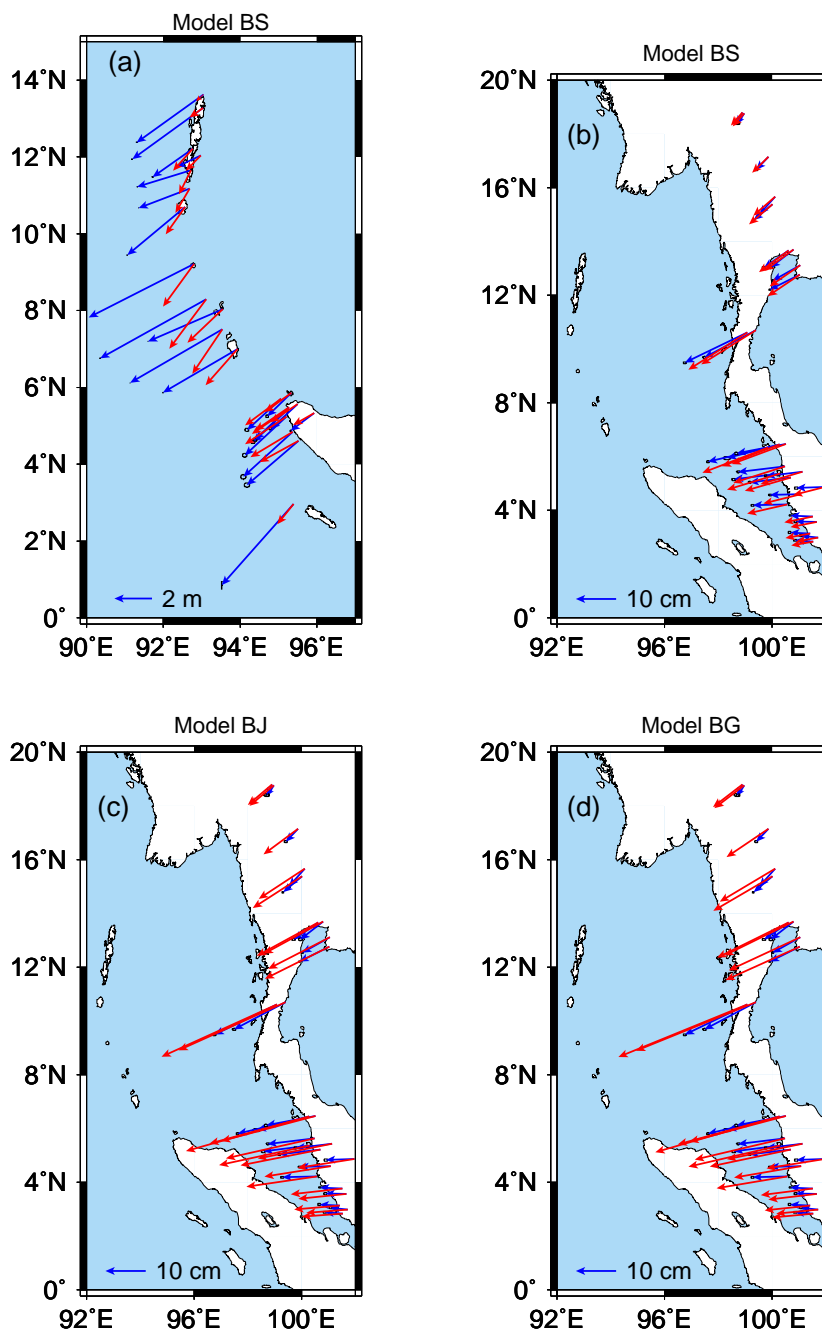 Model BS
(a)
14˚N
12˚N
10˚N
8˚N
6˚N
4˚N
2˚N
0˚
2 m
90˚E 92˚E 94˚E 96˚E
Model BS
(b)
20˚N
16˚N
12˚N
8˚N
4˚N
0˚
10 cm
92˚E 96˚E 100˚E
Model BJ
(c)
20˚N
16˚N
12˚N
8˚N
4˚N
0˚
10 cm
92˚E 96˚E 100˚E
Model BG
(d)
20˚N
16˚N
12˚N
8˚N
4˚N
0˚
10 cm
92˚E 96˚E 100˚E